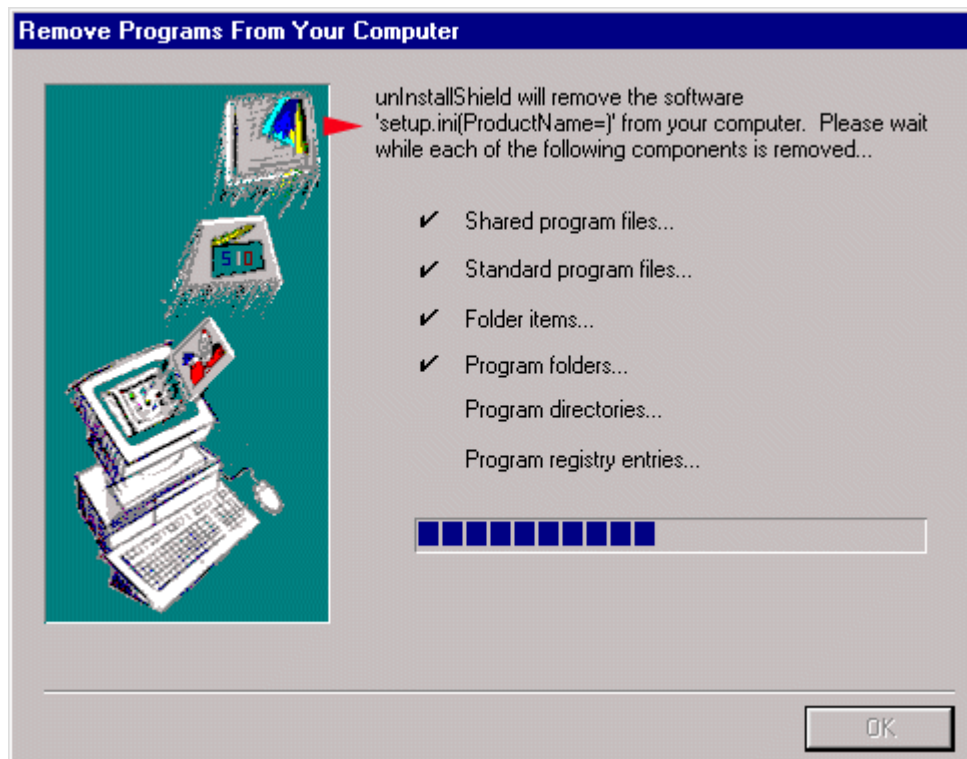 Remove Programs From Your Computer
unInstallShield will remove the software
'setup.ini(ProductName=)' from your computer.  Please wait
while each of the following components is removed...
Shared program files...
Standard program files...
Folder items...
Program folders...
Program directories...
Program registry entries...
OK